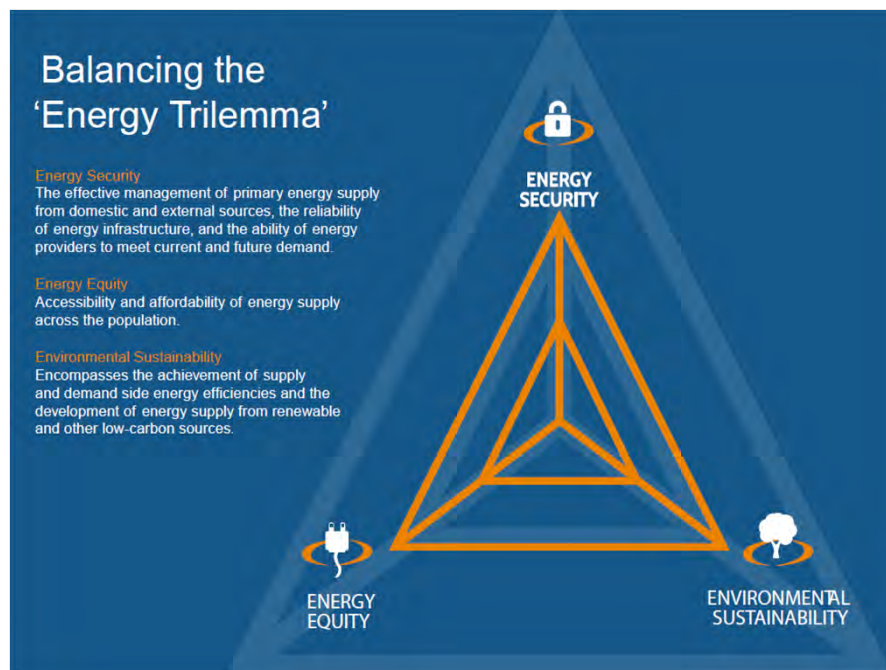 Balancing the
‘Energy Trilemma’
Energy Security
The effective management of primary energy supply
from domestic and external sources, the reliability
of energy infrastructure, and the ability of energy
providers to meet current and future demand.
Energy Equity
Accessibility and affordability of energy supply
across the population.
Environmental Sustainability
Encompasses the achievement of supply
and demand side energy efficiencies and the
development of energy supply from renewable
and other low-carbon sources.
ENERGY
SECURITY
ENERGY
EQUITY
ENVIRONMENTAL
SUSTAINABILITY